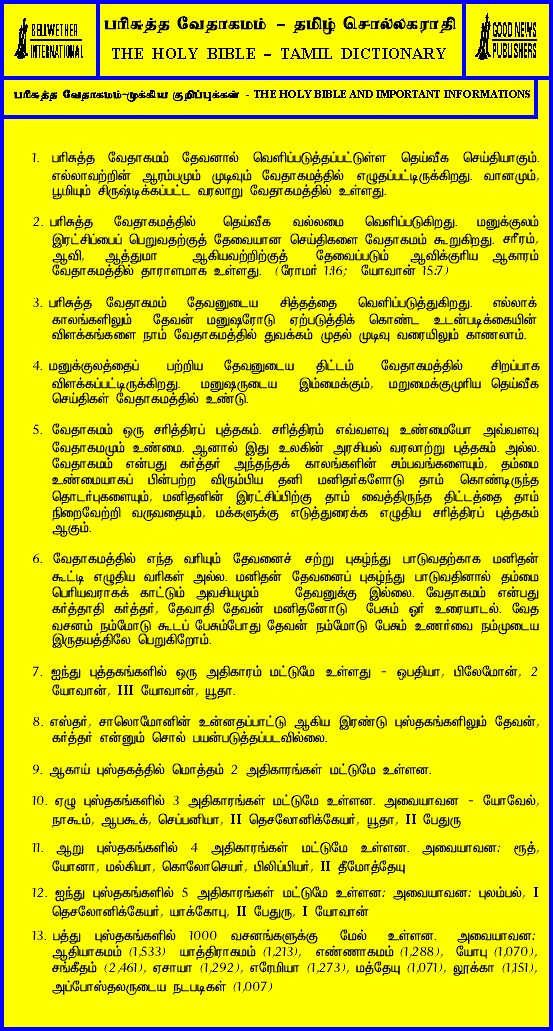 BELLWETHER
INTERNATIONAL
பரிசுத்த வேதாகமம் – தமிழ் சொல்லகராதி
THE HOLY BIBLE – TAMIL DICTIONARY
GOOD NEWS
PUBLISHERS
பரிசுத்த வேதாகமம்-முக்கிய குறிப்புக்கள் - THE HOLY BIBLE AND IMPORTANT INFORMATIONS
1. பரிசுத்த வேதாகமம் தேவனால் வெளிப்படுத்தப்பட்டுள்ள தெய்வீக செய்தியாகும்.
எல்லாவற்றின் ஆரம்பமும் முடிவும் வேதாகமத்தில் எழுதப்பட்டிருக்கிறது. வானமும்,
பூமியும் சிருஷ்டிக்கப்பட்ட வரலாறு வேதாகமத்தில் உள்ளது.
2. பரிசுத்த வேதாகமத்தில் தெய்வீக வல்லமை வெளிப்படுகிறது. மனுக்குலம்
இரட்சிப்பைப் பெறுவதற்குத் தேவையான செய்திகளை வேதாகமம் கூறுகிறது. சரீரம்,
ஆவி, ஆத்துமா ஆகியவற்றிற்குத் தேவைப்படும் ஆவிக்குரிய ஆகாரம்
வேதாகமத்தில் தாராளமாக உள்ளது. (ரோமர் 1:16; யோவான் 15:7)
3. பரிசுத்த வேதாகமம் தேவனுடைய சித்தத்தை வெளிப்படுத்துகிறது. எல்லாக்
காலங்களிலும் தேவன் மனுஷரோடு ஏற்படுத்திக் கொண்ட உடன்படிக்கையின்
விளக்கங்களை நாம் வேதாகமத்தில் துவக்கம் முதல் முடிவு வரையிலும் காணலாம்.
4. மனுக்குலத்தைப் பற்றிய தேவனுடைய திட்டம் வேதாகமத்தில் சிறப்பாக
விளக்கப்பட்டிருக்கிறது. மனுஷருடைய இம்மைக்கும், மறுமைக்குமுரிய தெய்வீக
செய்திகள் வேதாகமத்தில் உண்டு.
5. வேதாகமம் ஒரு சரித்திரப் புத்தகம். சரித்திரம் எவ்வளவு உண்மையோ அவ்வளவு
வேதாகமமும் உண்மை. ஆனால் இது உலகின் அரசியல் வரலாற்று புத்தகம் அல்ல.
வேதாகமம் என்பது கர்த்தர் அந்தந்தக் காலங்களின் சம்பவங்களையும், தம்மை
உண்மையாகப் பின்பற்ற விரும்பிய தனி மனிதர்களோடு தாம் கொண்டிருந்த
தொடர்புகளையும், மனிதனின் இரட்சிப்பிற்கு தாம் வைத்திருந்த திட்டத்தை தாம்
நிறைவேற்றி வருவதையும், மக்களுக்கு எடுத்துரைக்க எழுதிய சரித்திரப் புத்தகம்
ஆகும்.
6. வேதாகமத்தில் எந்த வரியும் தேவனைச் சற்று புகழ்ந்து பாடுவதற்காக மனிதன்
கூட்டி எழுதிய வரிகள் அல்ல. மனிதன் தேவனைப் புகழ்ந்து பாடுவதினால் தம்மை
பெரியவராகக் காட்டும் அவசியமும் தேவனுக்கு இல்லை. வேதாகமம் என்பது
கர்த்தாதி கர்த்தர், தேவாதி தேவன் மனிதனோடு பேசும் ஓர் உரையாடல். வேத
வசனம் நம்மோடு கூடப் பேசும்போது தேவன் நம்மோடு பேசும் உணர்வை நம்முடைய
இருதயத்திலே பெறுகிறோம்.
7. ஐந்து புத்தகங்களில் ஒரு அதிகாரம் மட்டுமே உள்ளது - ஒபதியா, பிலேமோன், 2
யோவான், III யோவான், யூதா.
8. எஸ்தர், சாலொமோனின் உன்னதப்பாட்டு ஆகிய இரண்டு புஸ்தகங்களிலும் தேவன்,
கர்த்தர் என்னும் சொல் பயன்படுத்தப்படவில்லை.
9. ஆகாய் புஸ்தகத்தில் மொத்தம் 2 அதிகாரங்கள் மட்டுமே உள்ளன.
10. ஏழு புஸ்தகங்களில் 3 அதிகாரங்கள் மட்டுமே உள்ளன. அவையாவன - யோவேல்,
நாகூம், ஆபகூக், செப்பனியா, II தெசலோனிக்கேயர், யூதா, II பேதுரு
11. ஆறு புஸ்தகங்களில் 4 அதிகாரங்கள் மட்டுமே உள்ளன. அவையாவன: ரூத்,
யோனா, மல்கியா, கொலோசெயர், பிலிப்பியர், II தீமோத்தேயு
12. ஐந்து புஸ்தகங்களில் 5 அதிகாரங்கள் மட்டுமே உள்ளன: அவையாவன: புலம்பல், I
தெசலோனிக்கேயர், யாக்கோபு, II பேதுரு, I யோவான்
13. பத்து புஸ்தகங்களில் 1000 வசனங்களுக்கு மேல் உள்ளன. அவையாவன:
ஆதியாகமம் (1,533) யாத்திராகமம் (1,213), எண்ணாகமம் (1,288), யோபு (1,070),
சங்கீதம் (2,461), ஏசாயா (1,292), எரேமியா (1,273), மத்தேயு (1,071), லூக்கா (1,151),
அப்போஸ்தலருடைய நடபடிகள் (1,007)